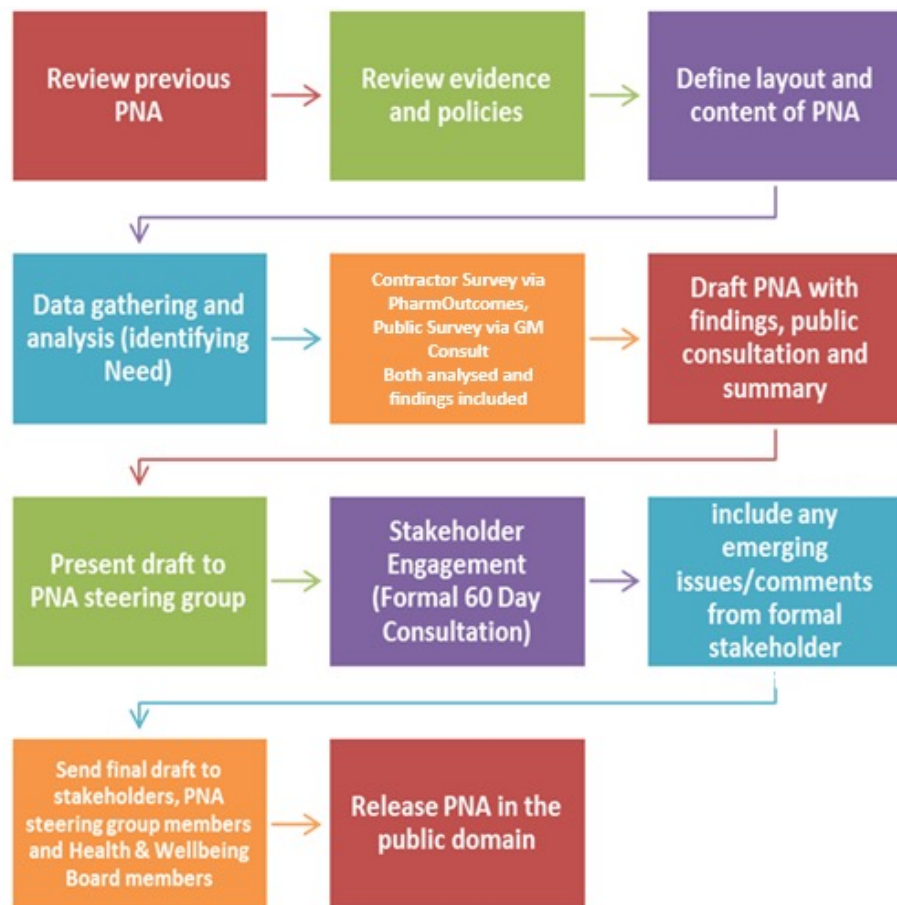 Review previous
PNA
Review evidence
and policies
Define layout and
content of PNA
Data gathering and
analysis (identifying
Need)
Contractor Survey via
PharmOutcomes,
Public Survey via GM
Consult
Both analysed and
findings included
Draft PNA with
findings, public
consultation and
summary
Present draft to
PNA steering group
Stakeholder
Engagement
(Formal 60 Day
Consultation)
include any
emerging
issues/comments
from formal
stakeholder
Send final draft to
stakeholders, PNA
steering group members
and Health & Wellbeing
Board members
Release PNA in the
public domain